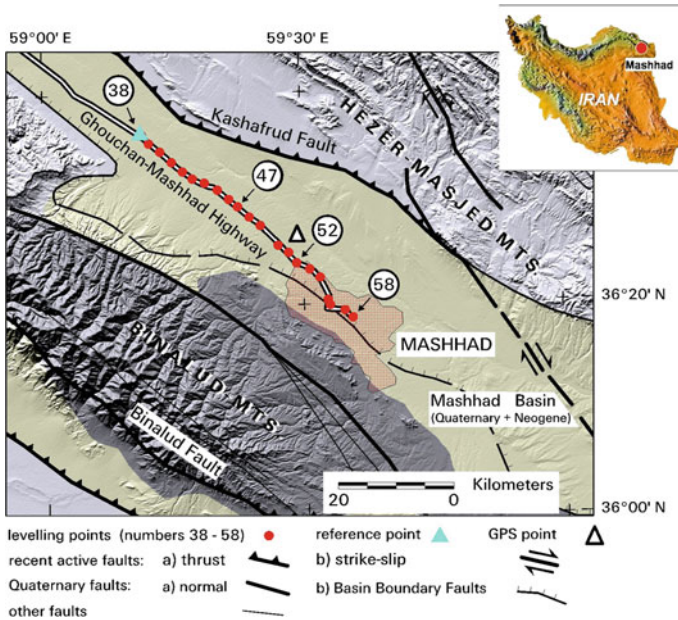 59°00' E
59°30' E
Mashhad
IRAN
38
Kashafrud Fault
HEZER-MASJED MTS.
Ghouchan-Mashhad Highway
47
52
58
36°20' N
BINALUD MTS
MASHHAD
Mashhad Basin
(Quaternary + Neogene)
Binalud Fault
Kilometers
20 0
36°00' N
levelling points (numbers 38 - 58) reference point GPS point
recent active faults: a) thrust b) strike-slip
Quaternary faults: a) normal b) Basin Boundary Faults
other faults